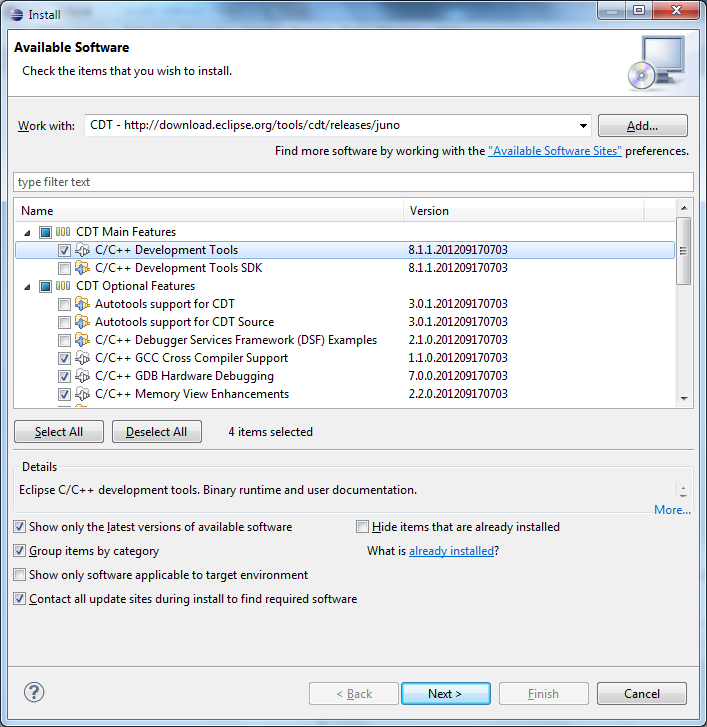 Install
Available Software
Check the items that you wish to install.
Work with: CDT - http://download.eclipse.org/tools/cdt/releases/juno Add...
Find more software by working with the "Available Software Sites" preferences.
type filter text
Name Version
CDT Main Features
C/C++ Development Tools 8.1.1.201209170703
C/C++ Development Tools SDK 8.1.1.201209170703
CDT Optional Features
Autotools support for CDT 3.0.1.201209170703
Autotools support for CDT Source 3.0.1.201209170703
C/C++ Debugger Services Framework (DSF) Examples 2.1.0.201209170703
C/C++ GCC Cross Compiler Support 1.1.0.201209170703
C/C++ GDB Hardware Debugging 7.0.0.201209170703
C/C++ Memory View Enhancements 2.2.0.201209170703
Select All Deselect All 4 items selected
Details
Eclipse C/C++ development tools. Binary runtime and user documentation.
More...
Show only the latest versions of available software Hide items that are already installed
Group items by category What is already installed?
Show only software applicable to target environment
Contact all update sites during install to find required software
? < Back Next > Finish Cancel